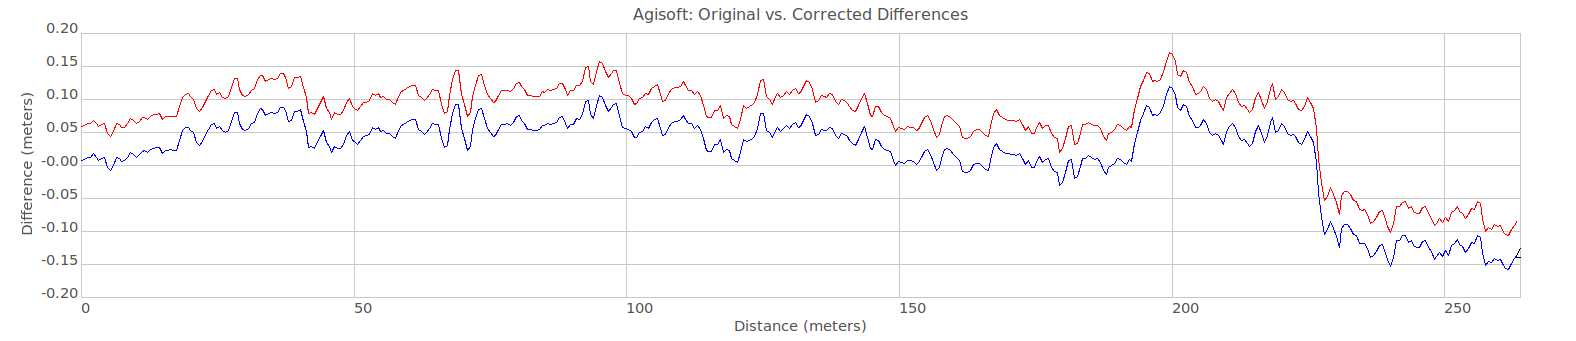 Agisoft: Original vs. Corrected Differences
0.20
0.15
0.10
0.05
-0.00
-0.05
-0.10
-0.15
-0.20
Difference (meters)
0 50 100 150 200 250
Distance (meters)